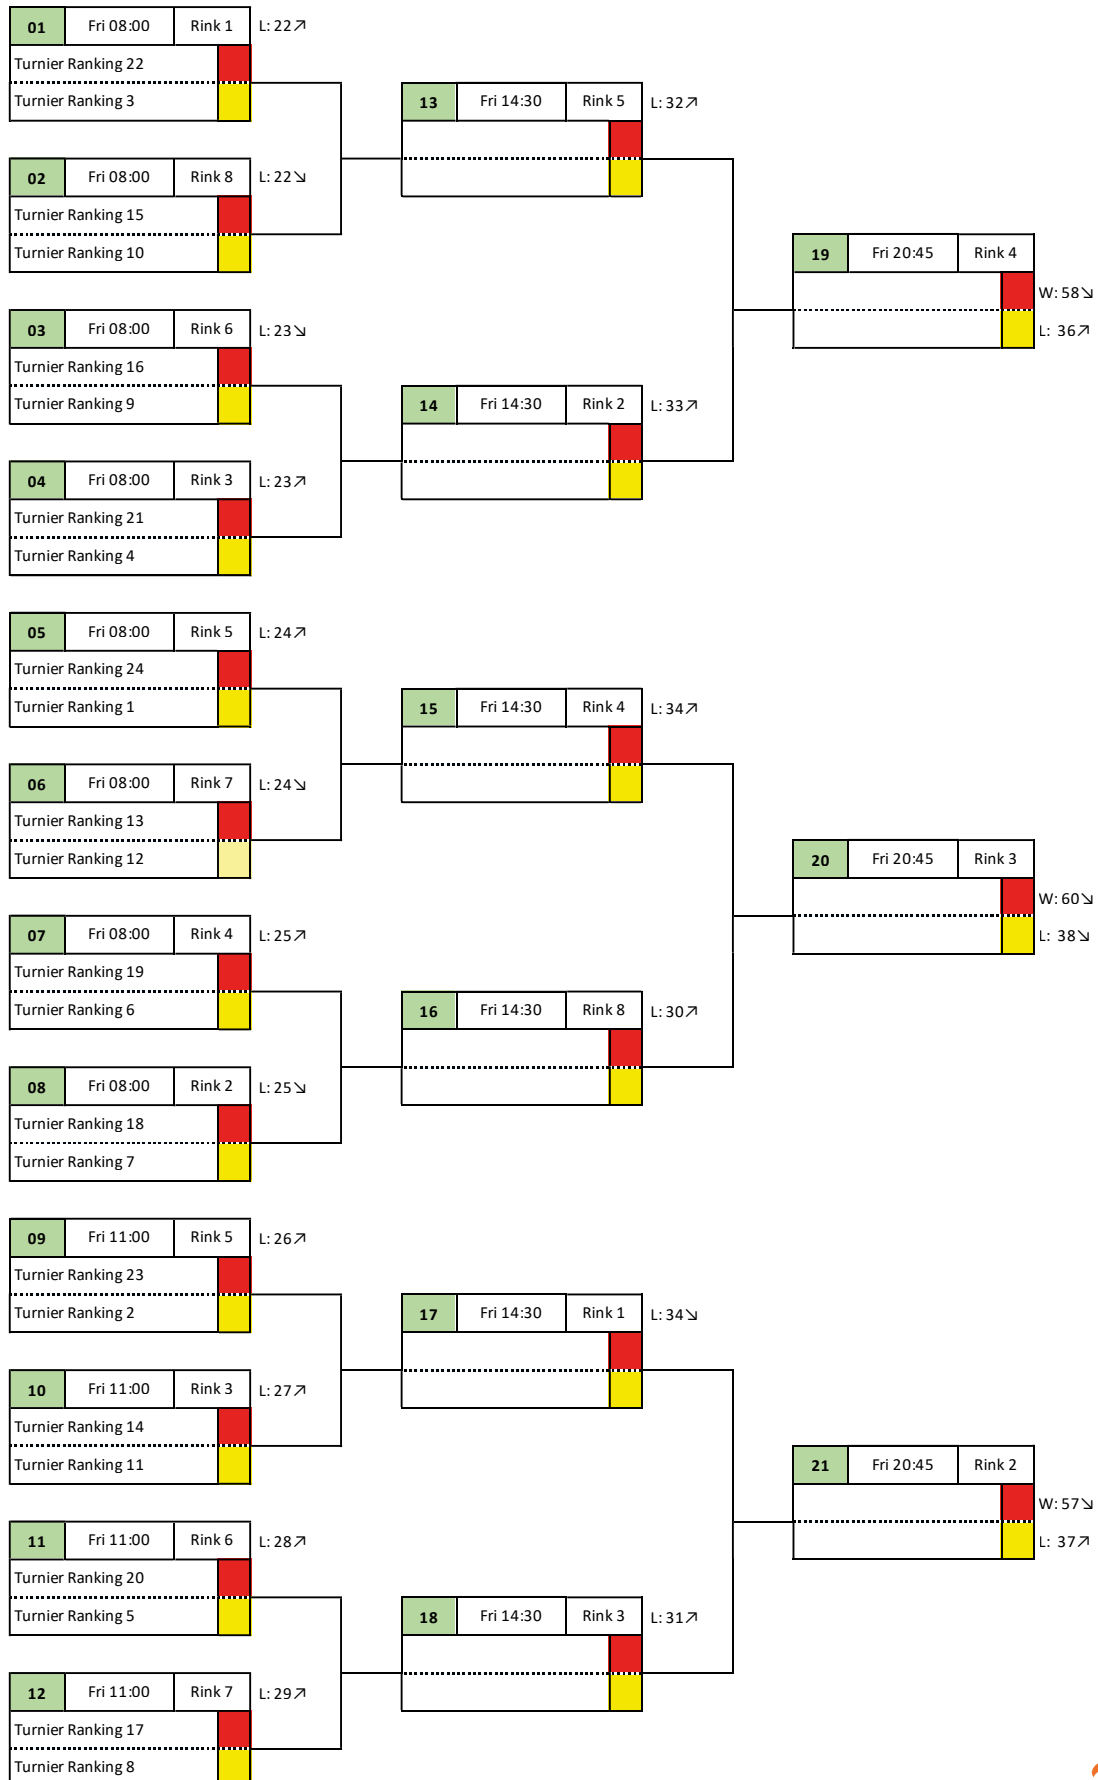 01 Fri 08:00 Rink 1 L: 22↗
Turnier Ranking 22
Turnier Ranking 3
13 Fri 14:30 Rink 5 L: 32↗
02 Fri 08:00 Rink 8 L: 22↘
Turnier Ranking 15
Turnier Ranking 10
19 Fri 20:45 Rink 4
W: 58↘
L: 36↗
03 Fri 08:00 Rink 6 L: 23↘
Turnier Ranking 16
Turnier Ranking 9
14 Fri 14:30 Rink 2 L: 33↗
04 Fri 08:00 Rink 3 L: 23↗
Turnier Ranking 21
Turnier Ranking 4
05 Fri 08:00 Rink 5 L: 24↗
Turnier Ranking 24
Turnier Ranking 1
15 Fri 14:30 Rink 4 L: 34↗
06 Fri 08:00 Rink 7 L: 24↘
Turnier Ranking 13
Turnier Ranking 12
20 Fri 20:45 Rink 3
W: 60↘
L: 38↘
07 Fri 08:00 Rink 4 L: 25↗
Turnier Ranking 19
Turnier Ranking 6
16 Fri 14:30 Rink 8 L: 30↗
08 Fri 08:00 Rink 2 L: 25↘
Turnier Ranking 18
Turnier Ranking 7
09 Fri 11:00 Rink 5 L: 26↗
Turnier Ranking 23
Turnier Ranking 2
17 Fri 14:30 Rink 1 L: 34↘
10 Fri 11:00 Rink 3 L: 27↗
Turnier Ranking 14
Turnier Ranking 11
21 Fri 20:45 Rink 2
W: 57↘
L: 37↗
11 Fri 11:00 Rink 6 L: 28↗
Turnier Ranking 20
Turnier Ranking 5
18 Fri 14:30 Rink 3 L: 31↗
12 Fri 11:00 Rink 7 L: 29↗
Turnier Ranking 17
Turnier Ranking 8